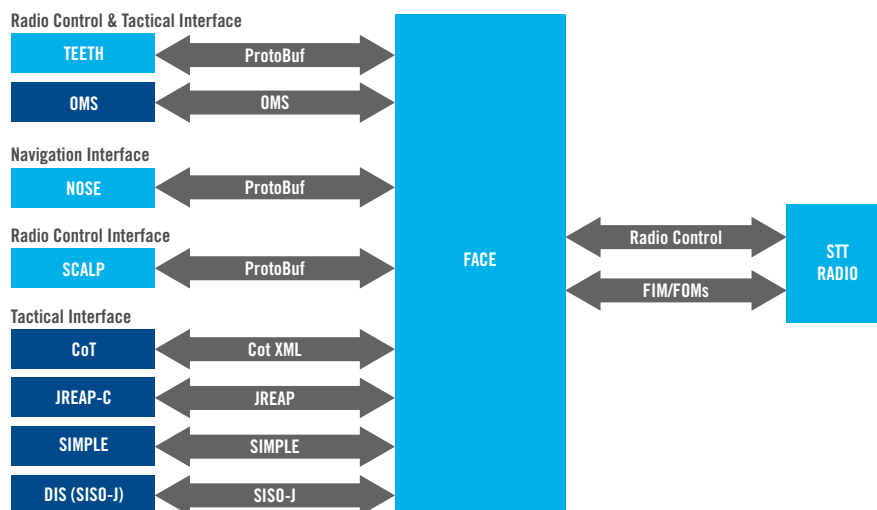 Radio Control & Tactical Interface
TEETH
ProtoBuf
OMS
OMS
Navigation Interface
NOSE
ProtoBuf
Radio Control Interface
SCALP
ProtoBuf
Tactical Interface
CoT
Cot XML
JREAP-C
JREAP
SIMPLE
SIMPLE
DIS (SISO-J)
SISO-J
FACE
Radio Control
FIM/FOMs
STT
RADIO